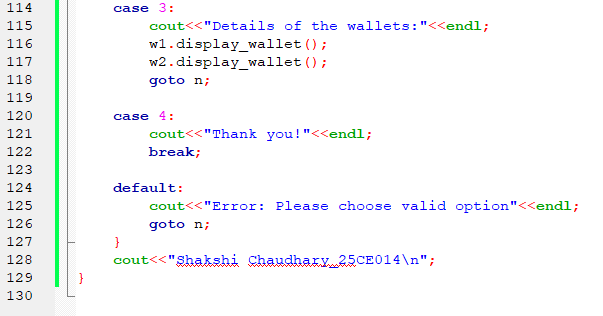 114 case 3:
115 cout<<"Details of the wallets:"<<endl;
116 w1.display_wallet();
117 w2.display_wallet();
118 goto n;
119
120 case 4:
121 cout<<"Thank you!"<<endl;
122 break;
123
124 default:
125 cout<<"Error: Please choose valid option"<<endl;
126 goto n;
127 }
128 cout<<"Shakshi Chaudhary_25CE014\n";
129 }
130